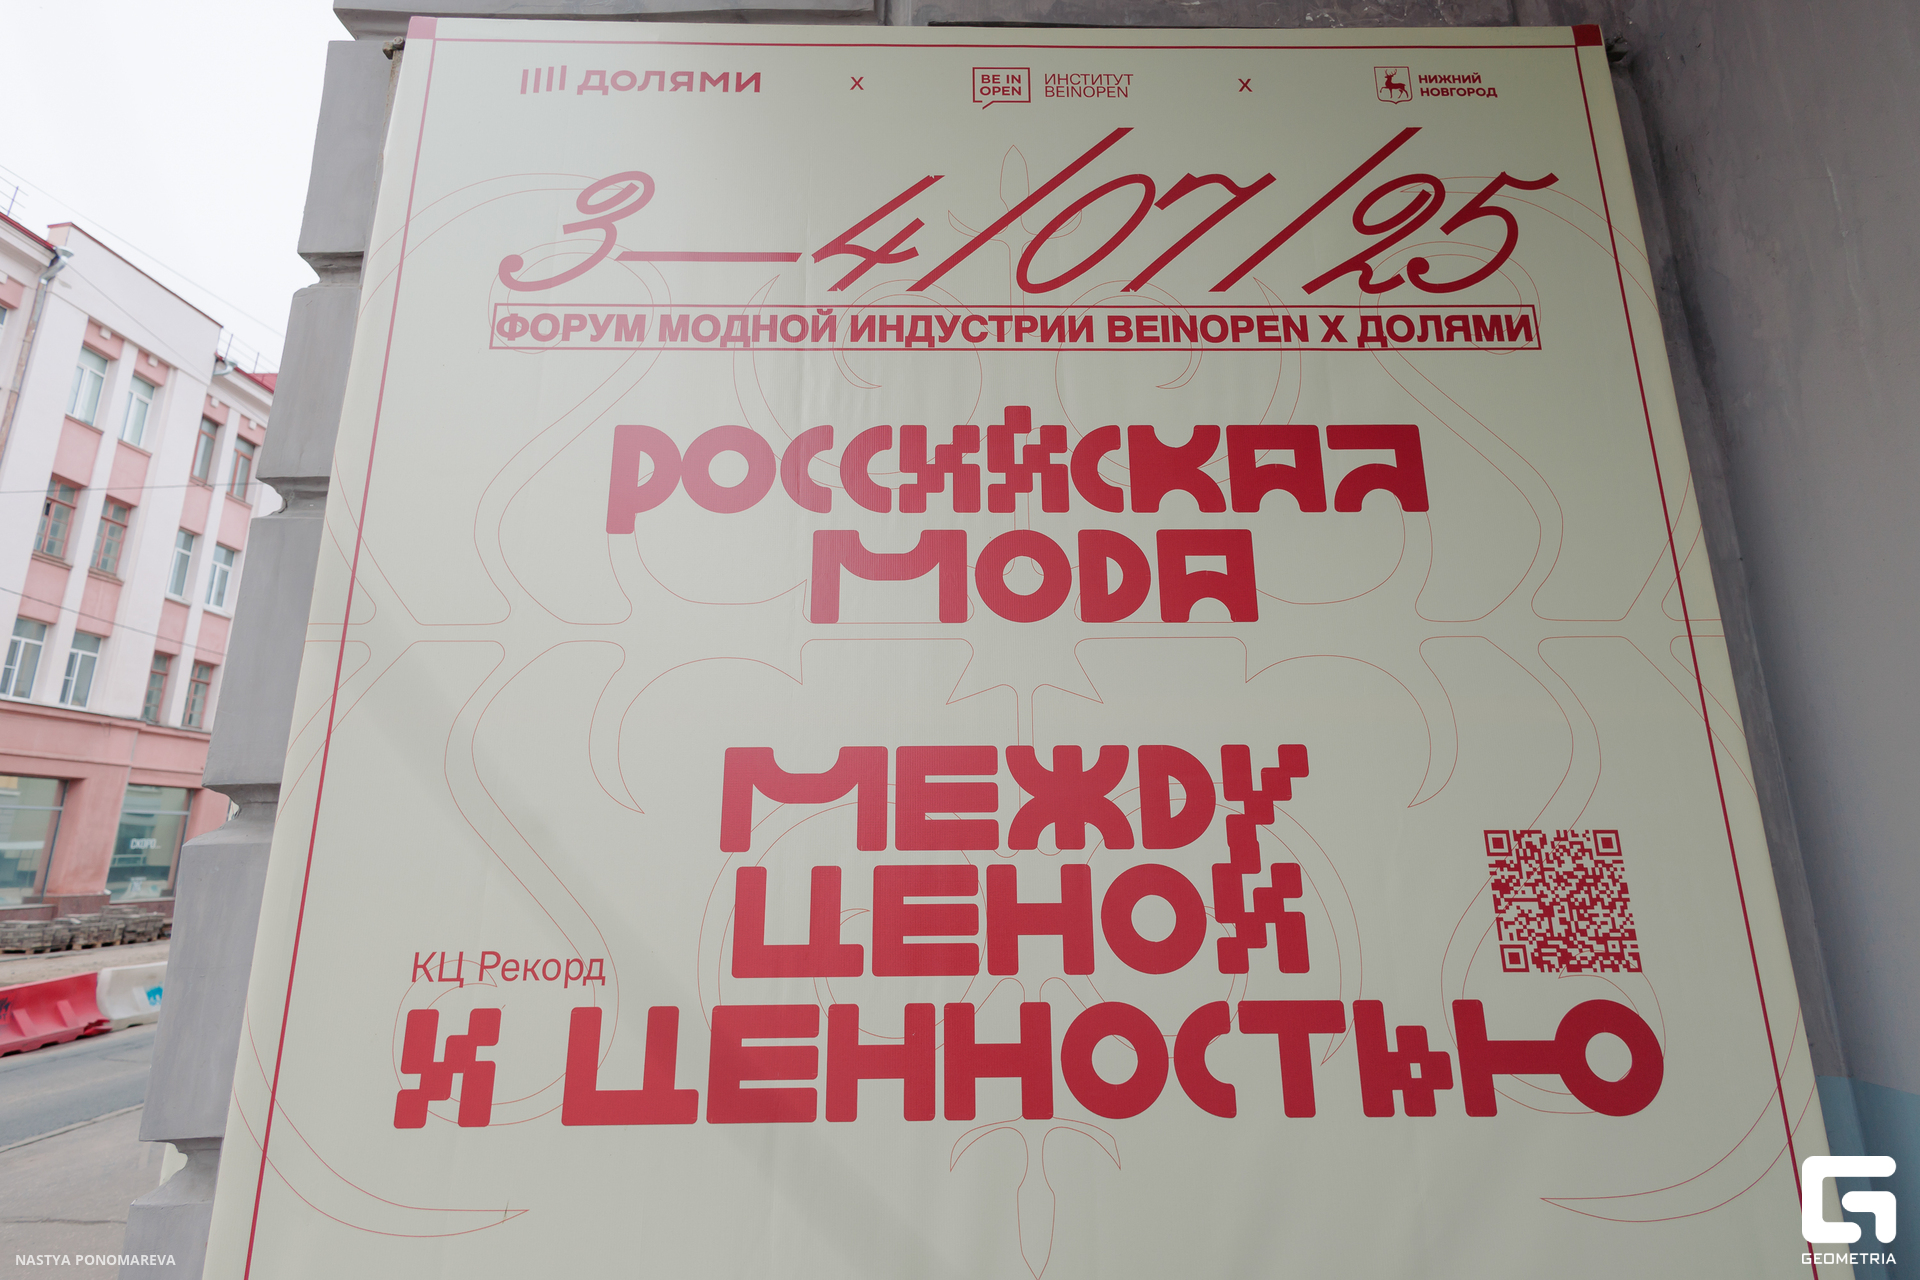 долями x BE IN OPEN ИНСТИТУТ BEINOPEN x НИЖНИЙ НОВГОРОД
3—4/07/25
ФОРУМ МОДНОЙ ИНДУСТРИИ BEINOPEN X ДОЛЯМИ
РОССИЙСКАЯ
МОДА
МЕЖДУ
ЦЕНОЙ
КЦ Рекорд
И ЦЕННОСТЬЮ
СКОРО...
NASTYA PONOMAREVA
GEOMETRIA